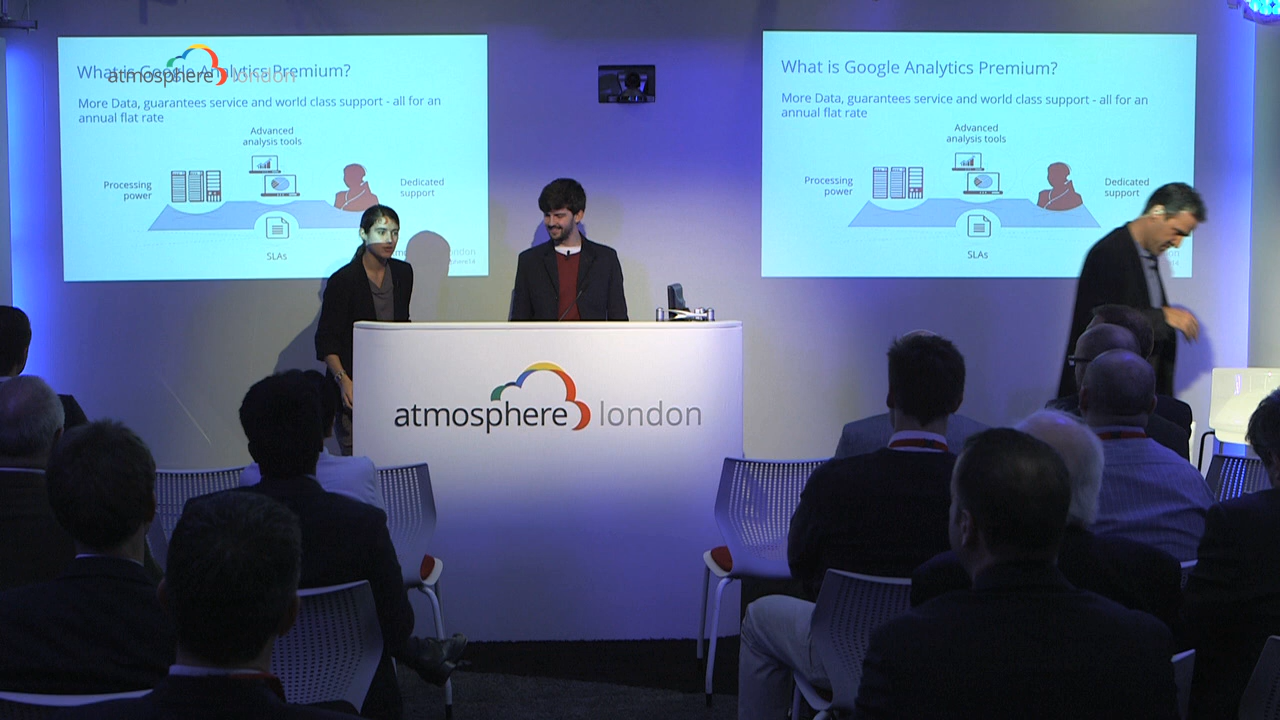 What is Google Analytics Premium?
atmosphere london
More Data, guarantees service and world class support - all for an
annual flat rate
Advanced
analysis tools
Processing
power
Dedicated
support
SLAs
london
What is Google Analytics Premium?
More Data, guarantees service and world class support - all for an
annual flat rate
Advanced
analysis tools
Processing
power
Dedicated
support
SLAs
atmosphere london